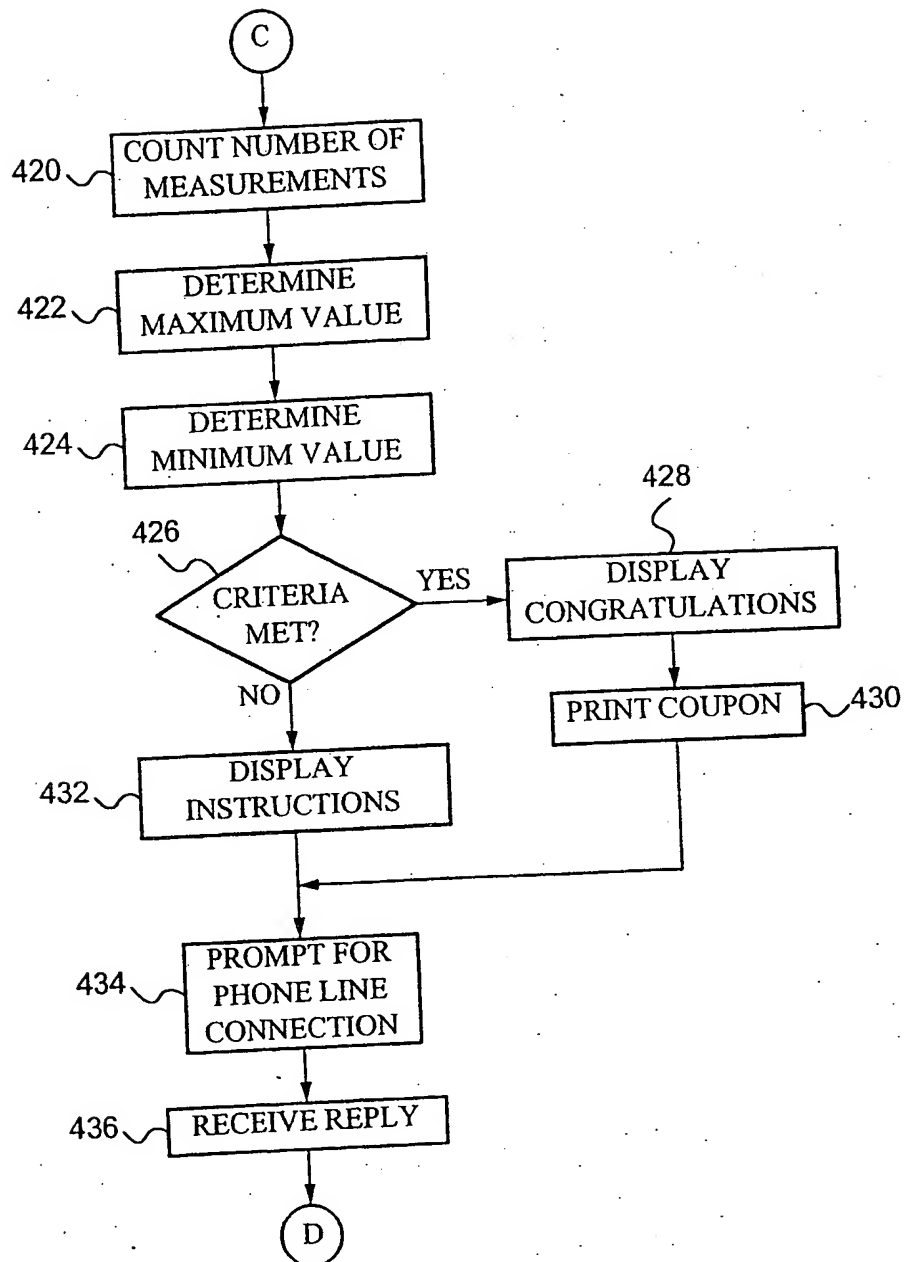 C
420
COUNT NUMBER OF
MEASUREMENTS
422
DETERMINE
MAXIMUM VALUE
424
DETERMINE
MINIMUM VALUE
426
CRITERIA
MET?
YES
428
DISPLAY
CONGRATULATIONS
NO
PRINT COUPON
430
432
DISPLAY
INSTRUCTIONS
434
PROMPT FOR
PHONE LINE
CONNECTION
436
RECEIVE REPLY
D